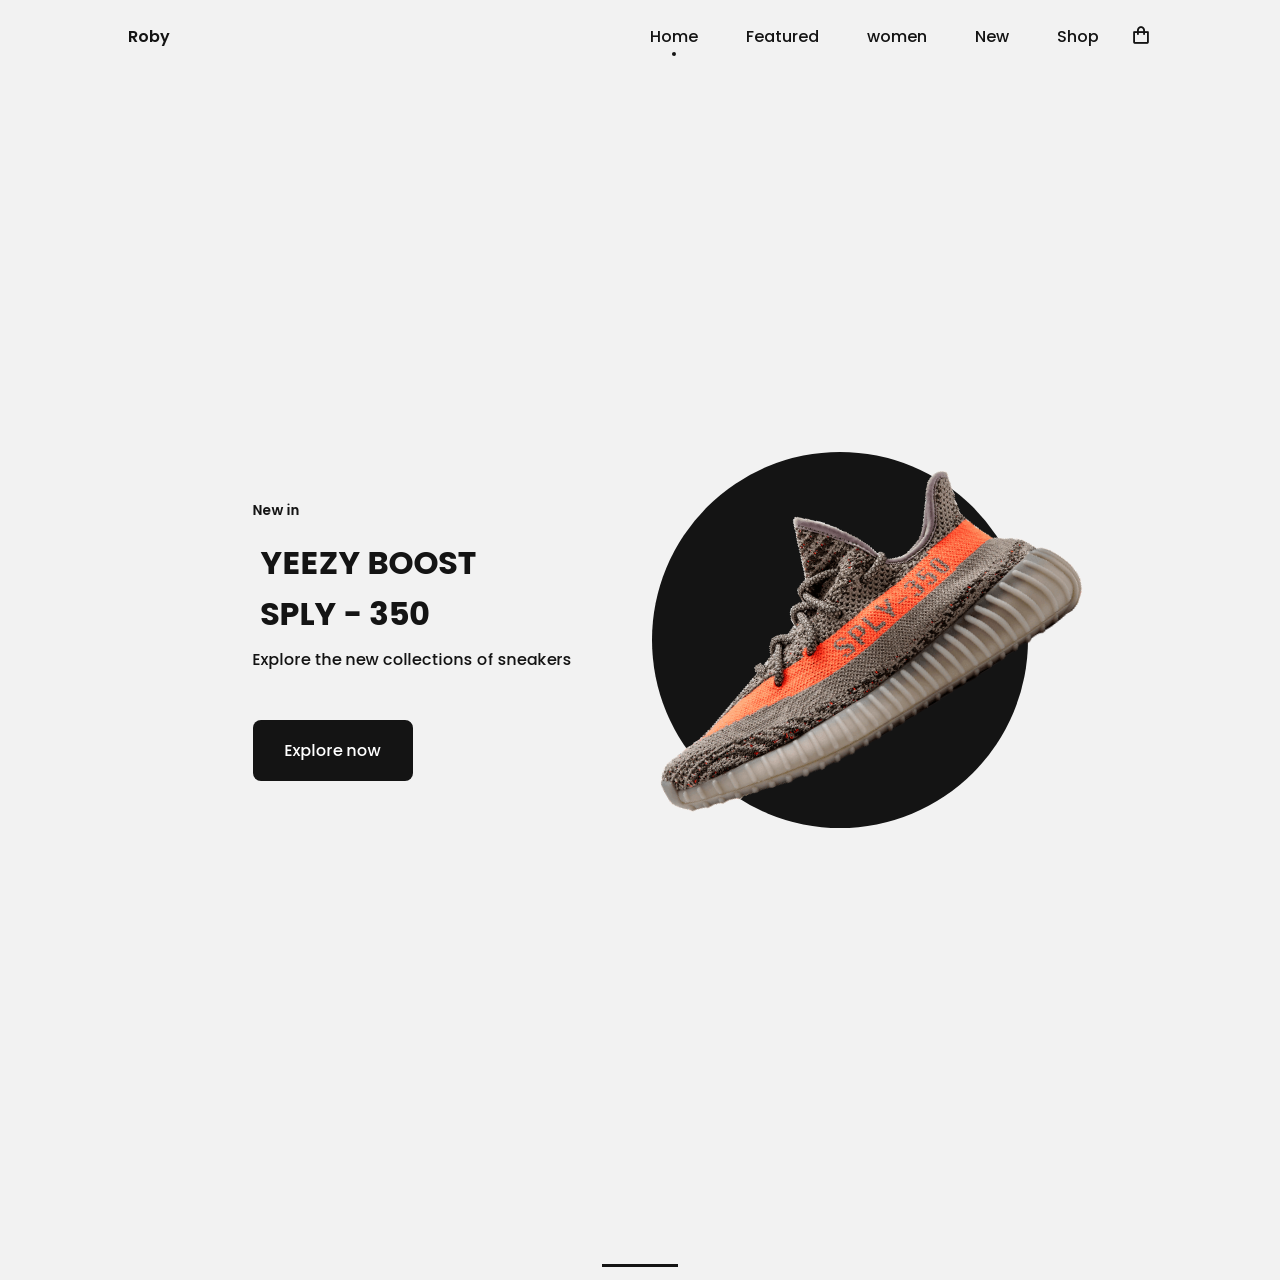 Roby
Home Featured women New Shop
New in
YEEZY BOOST
SPLY - 350
Explore the new collections of sneakers
Explore now
SPLY-350